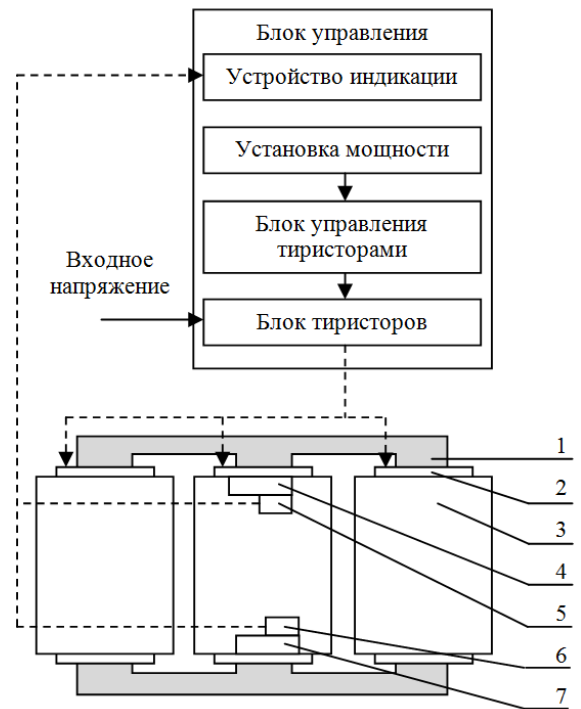 Блок управления
Устройство индикации
Установка мощности
Блок управления
тиристорами
Входное
напряжение
Блок тиристоров
1
2
3
4
5
6
7